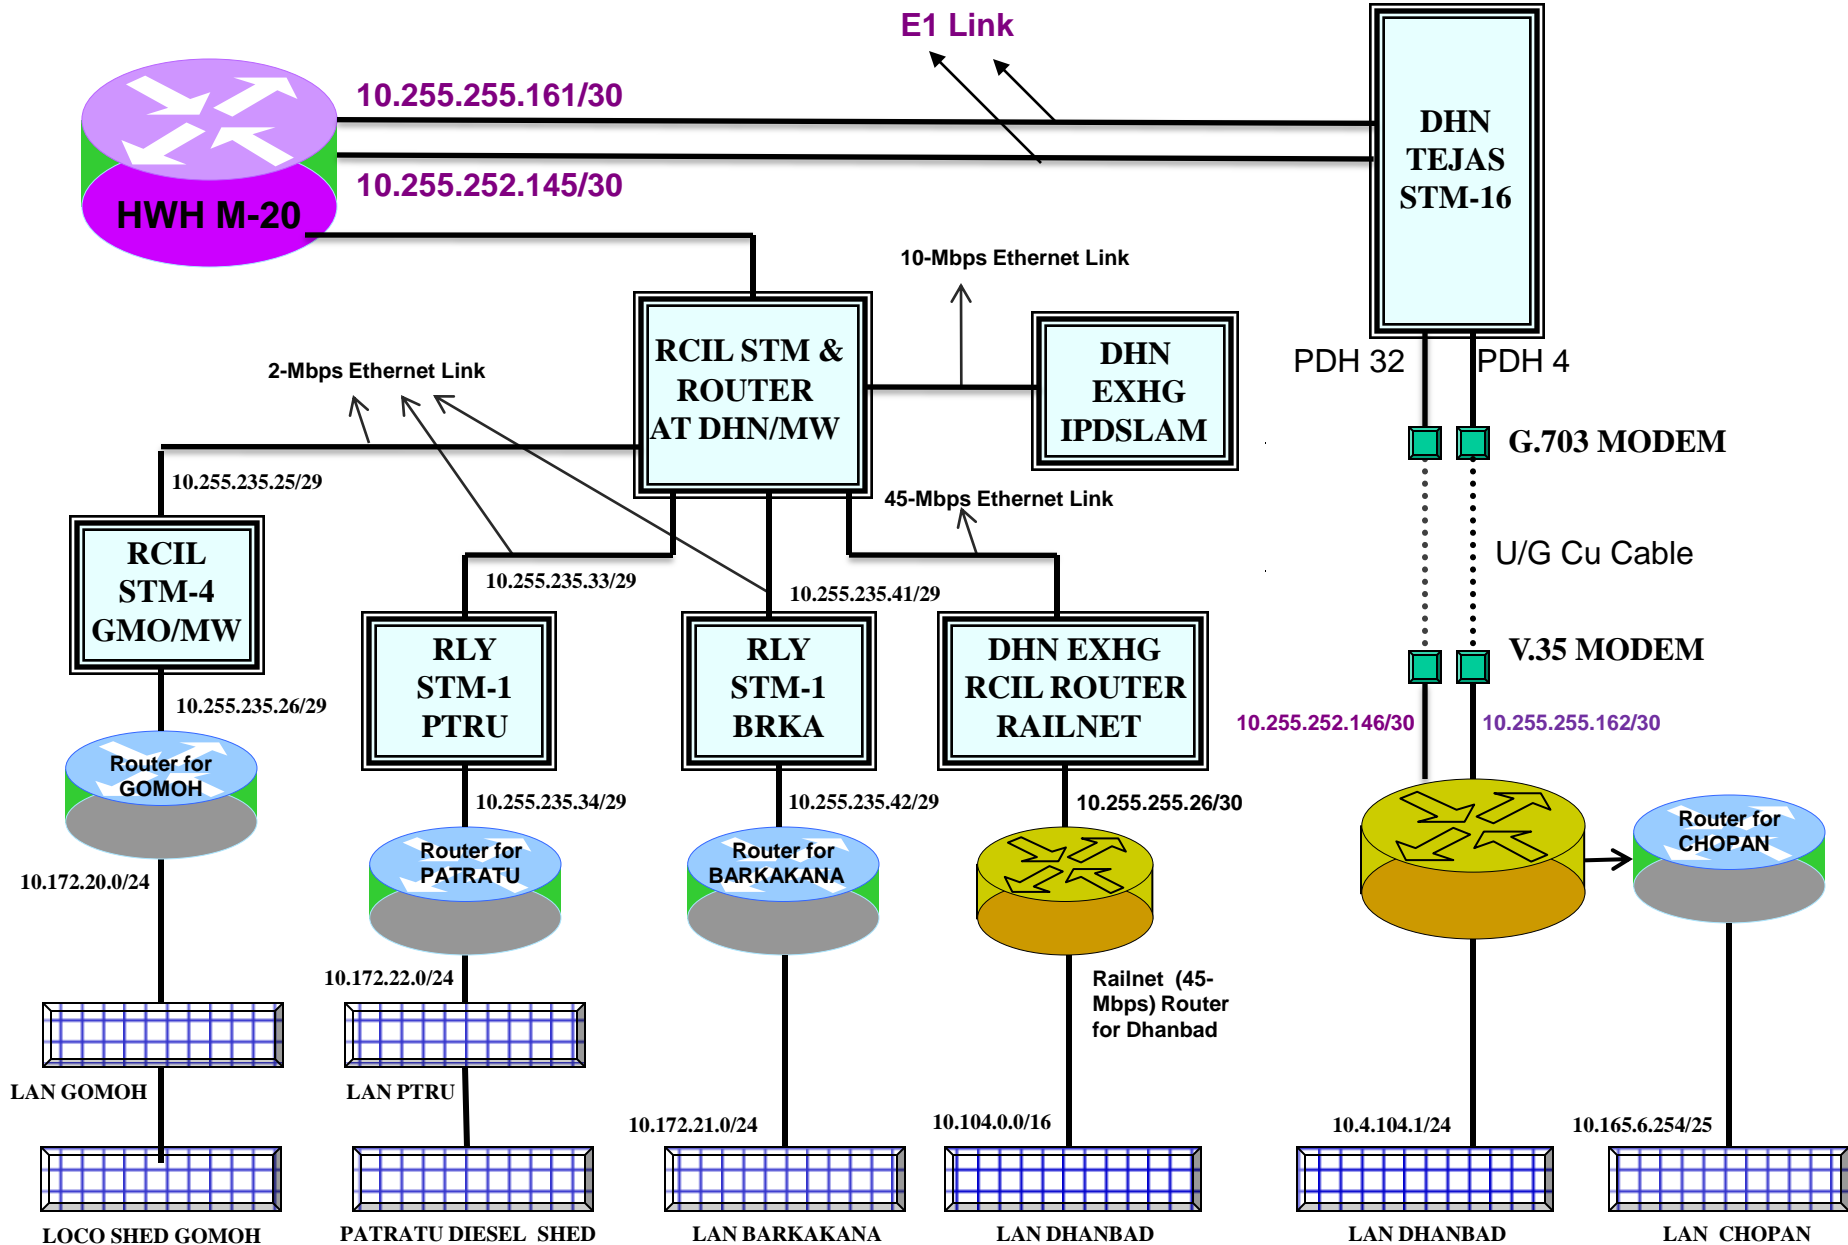 E1 Link
10.255.255.161/30
10.255.252.145/30
HWH M-20
DHN
TEJAS
STM-16
10-Mbps Ethernet Link
2-Mbps Ethernet Link
RCIL STM &
ROUTER
AT DHN/MW
DHN
EXHG
IPDSLAM
PDH 32
PDH 4
G.703 MODEM
10.255.235.25/29
45-Mbps Ethernet Link
U/G Cu Cable
RCIL
STM-4
GMO/MW
10.255.235.33/29
10.255.235.41/29
RLY
STM-1
PTRU
RLY
STM-1
BRKA
DHN EXHG
RCIL ROUTER
RAILNET
V.35 MODEM
10.255.235.26/29
10.255.252.146/30
10.255.255.162/30
Router for
GOMOH
10.255.235.34/29
10.255.235.42/29
10.255.255.26/30
Router for
PATRATU
Router for
BARKAKANA
Router for
CHOPAN
10.172.20.0/24
10.172.22.0/24
Railnet (45-
Mbps) Router
for Dhanbad
LAN GOMOH
LAN PTRU
10.172.21.0/24
10.104.0.0/16
10.4.104.1/24
10.165.6.254/25
LOCO SHED GOMOH
PATRATU DIESEL SHED
LAN BARKAKANA
LAN DHANBAD
LAN DHANBAD
LAN CHOPAN